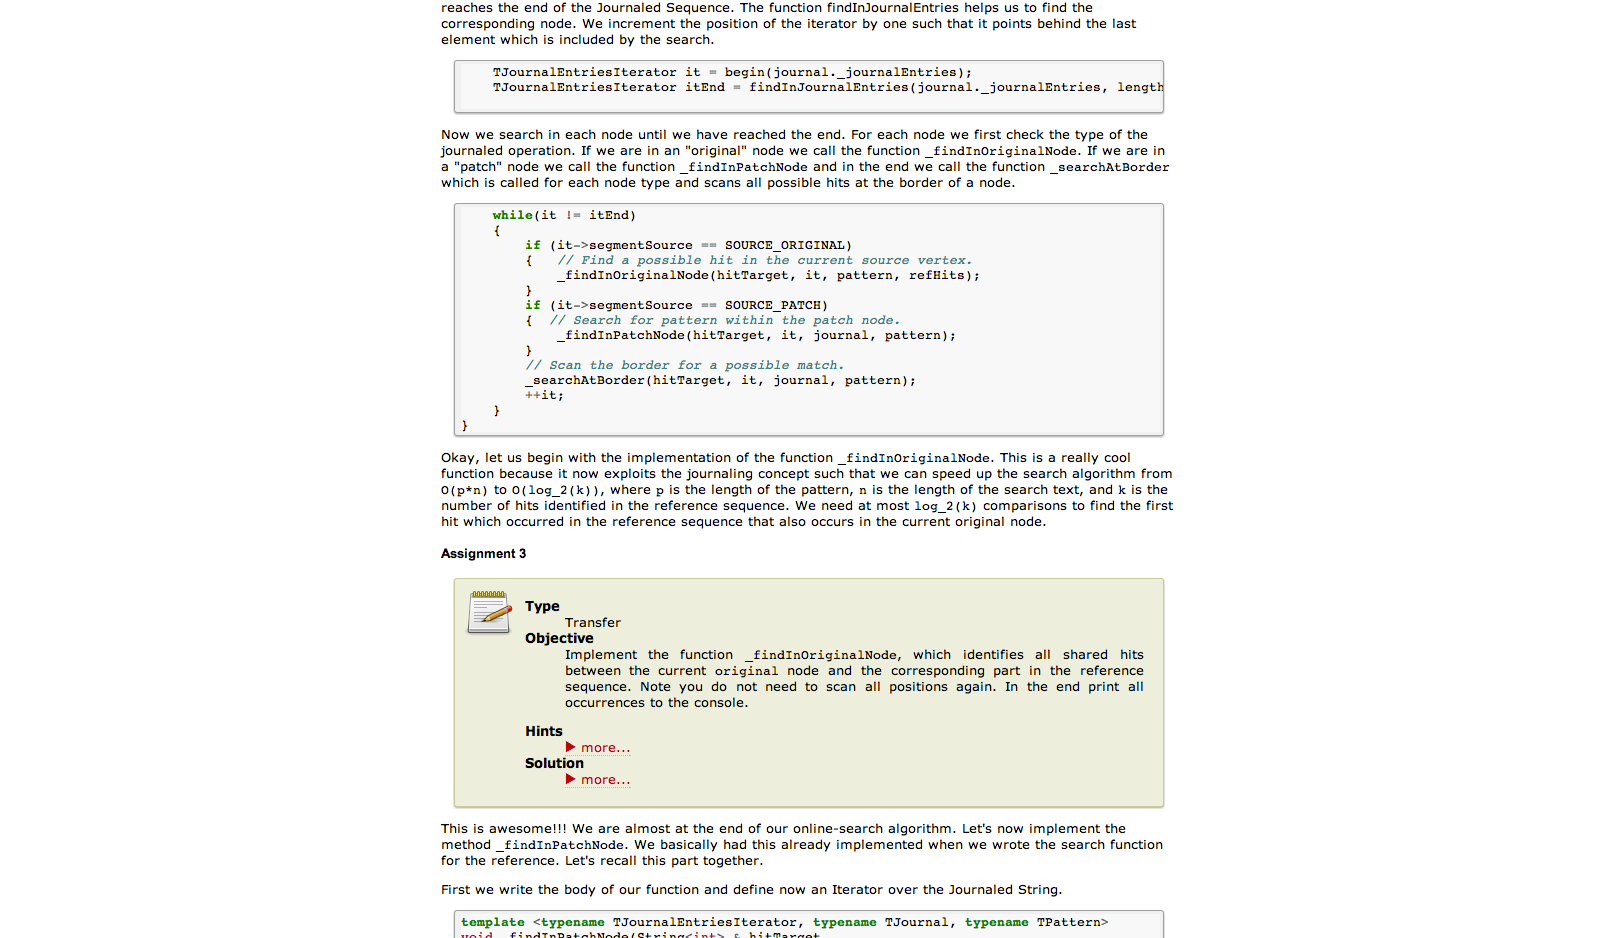 reaches the end of the Journaled Sequence. The function findInJournalEntries helps us to find the
corresponding node. We increment the position of the iterator by one such that it points behind the last
element which is included by the search.
TJournalEntriesIterator it = begin(journal._journalEntries);
TJournalEntriesIterator itEnd = findInJournalEntries(journal._journalEntries, length
Now we search in each node until we have reached the end. For each node we first check the type of the
journaled operation. If we are in an "original" node we call the function _findInOriginalNode. If we are in
a "patch" node we call the function _findInPatchNode and in the end we call the function _searchAtBorder
which is called for each node type and scans all possible hits at the border of a node.
while(it != itEnd)
{
if (it->segmentSource == SOURCE_ORIGINAL)
{ // Find a possible hit in the current source vertex.
_findInOriginalNode(hitTarget, it, pattern, refHits);
}
if (it->segmentSource == SOURCE_PATCH)
{ // Search for pattern within the patch node.
_findInPatchNode(hitTarget, it, journal, pattern);
}
// Scan the border for a possible match.
_searchAtBorder(hitTarget, it, journal, pattern);
++it;
}
}
Okay, let us begin with the implementation of the function _findInOriginalNode. This is a really cool
function because it now exploits the journaling concept such that we can speed up the search algorithm from
O(p*n) to O(log_2(k)), where p is the length of the pattern, n is the length of the search text, and k is the
number of hits identified in the reference sequence. We need at most log_2(k) comparisons to find the first
hit which occurred in the reference sequence that also occurs in the current original node.
Assignment 3
Type
Transfer
Objective
Implement the function _findInOriginalNode, which identifies all shared hits
between the current original node and the corresponding part in the reference
sequence. Note you do not need to scan all positions again. In the end print all
occurrences to the console.
Hints
more...
Solution
more...
This is awesome!!! We are almost at the end of our online-search algorithm. Let's now implement the
method _findInPatchNode. We basically had this already implemented when we wrote the search function
for the reference. Let's recall this part together.
First we write the body of our function and define now an Iterator over the Journaled String.
template <typename TJournalEntriesIterator, typename TJournal, typename TPattern>
void _findInPatchNode(String<int> & hitTarget,